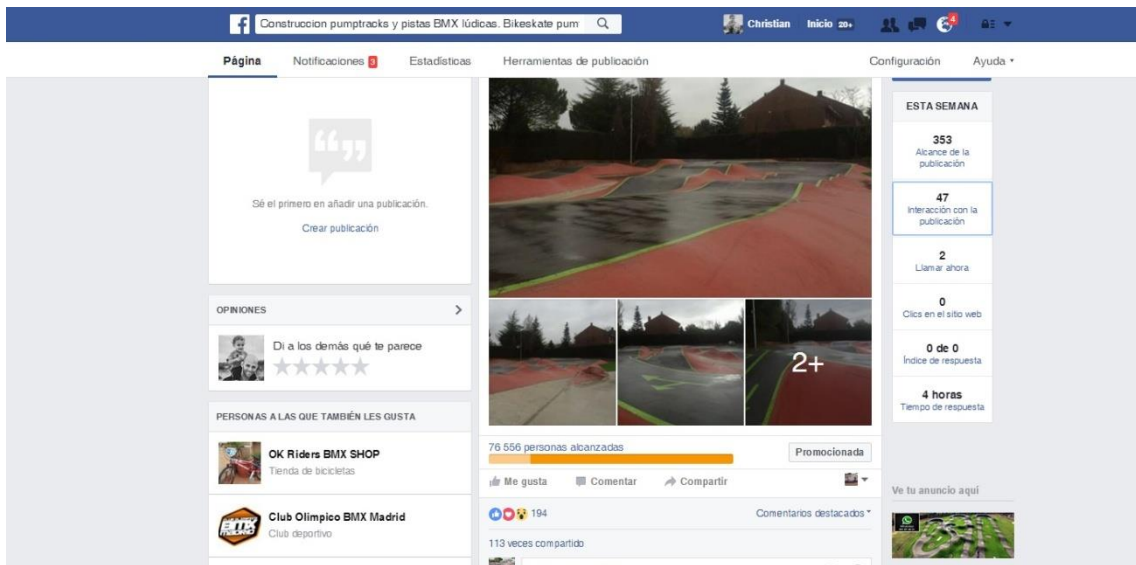 Construccion pumptracks y pistas BMX lúdicas. Bikeskate pum
Christian
Inicio 20+
4
Página
Notificaciones 3
Estadísticas
Herramientas de publicación
Configuración
Ayuda
Sé el primero en añadir una publicación.
Crear publicación
OPINIONES
Di a los demás qué te parece
PERSONAS A LAS QUE TAMBIÉN LES GUSTA
OK Riders BMX SHOP
Tienda de bicicletas
Club Olimpico BMX Madrid
Club deportivo
2+
76 556 personas alcanzadas
Promocionada
Me gusta
Comentar
Compartir
194
Comentarios destacados
113 veces compartido
ESTA SEMANA
353
Alcance de la
publicación
47
Interacción con la
publicación
2
Llamar ahora
0
Clics en el sitio web
0 de 0
Índice de respuesta
4 horas
Tiempo de respuesta
Ve tu anuncio aquí